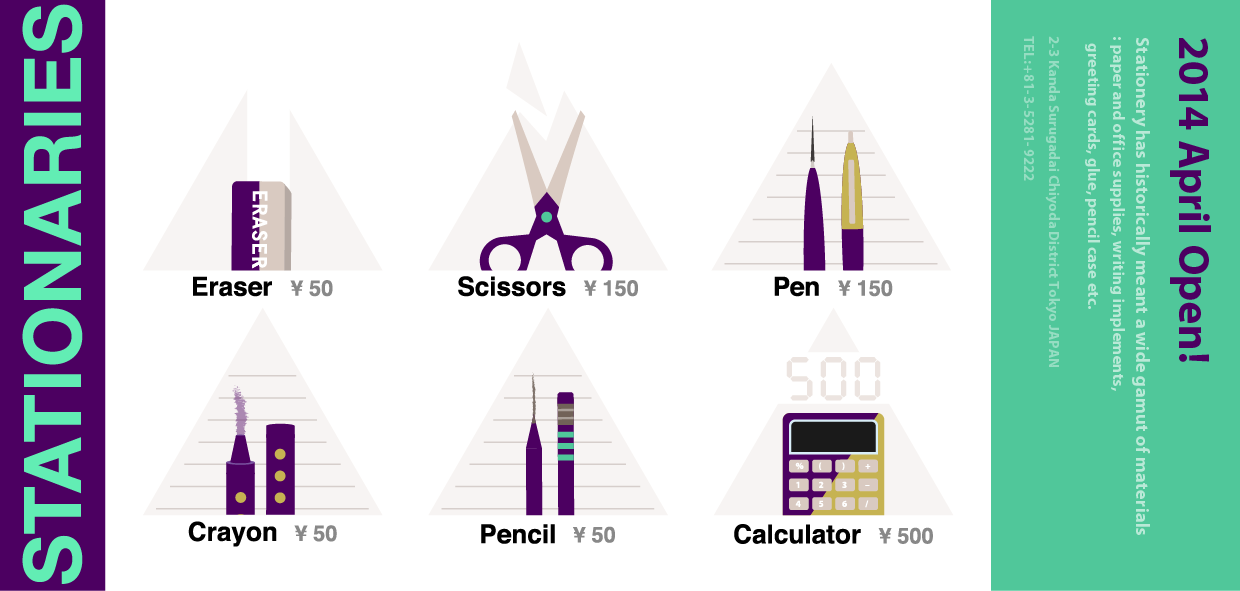 STATIONARIES
ERASER
Eraser ¥ 50
Scissors ¥ 150
Pen ¥ 150
Crayon ¥ 50
Pencil ¥ 50
500
% ( ) +
1 2 3 −
4 5 6 /
Calculator ¥ 500
2014 April Open!
Stationery has historically meant a wide gamut of materials
: paper and office supplies, writing implements,
greeting cards, glue, pencil case etc.
2-3 Kanda Surugadai Chiyoda District Tokyo JAPAN
TEL:+81-3-5281-9222